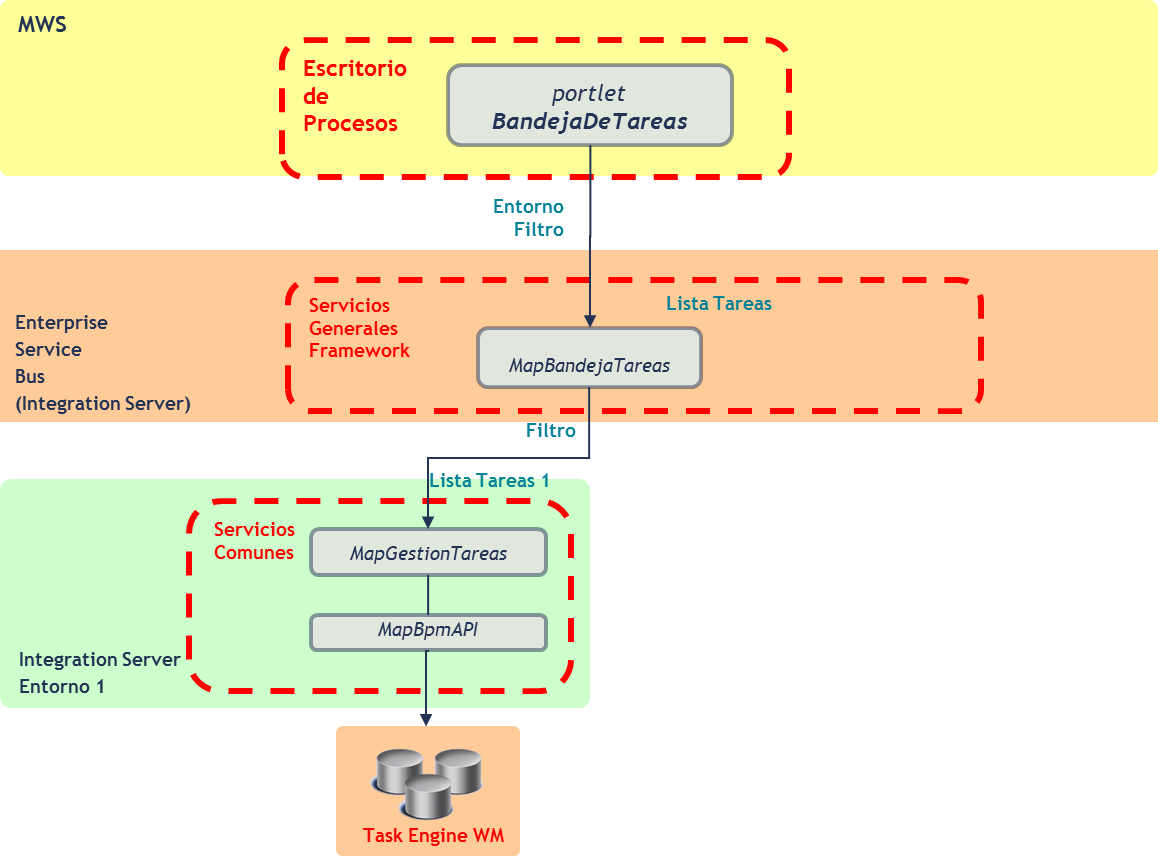 MWS
Escritorio
de
Procesos
portlet
BandejaDeTareas
Entorno
Filtro
Enterprise
Service
Bus
(Integration Server)
Servicios
Generales
Framework
Lista Tareas
MapBandejaTareas
Filtro
Lista Tareas 1
Servicios
Comunes
MapGestionTareas
MapBpmAPI
Integration Server
Entorno 1
Task Engine WM